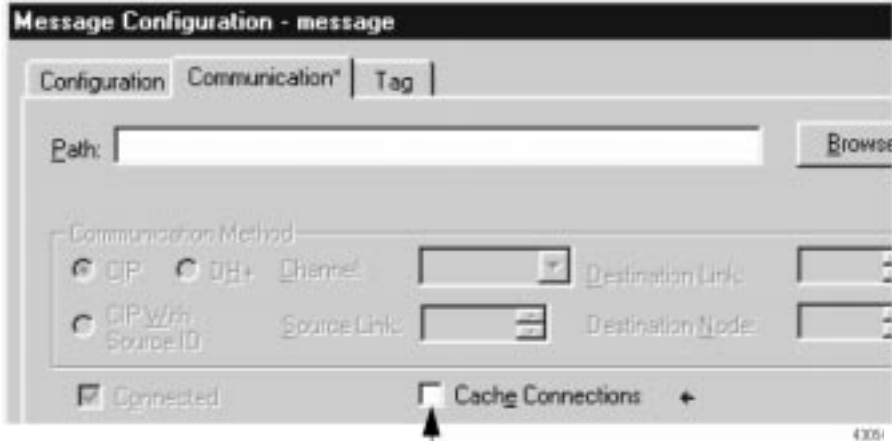 Message Configuration - message
Configuration Communication* Tag
Path: Browse
Communication Method
CIP DH+ Channel: Destination Link:
CIP With Source ID Source Link: Destination Node:
Connected Cache Connections ←